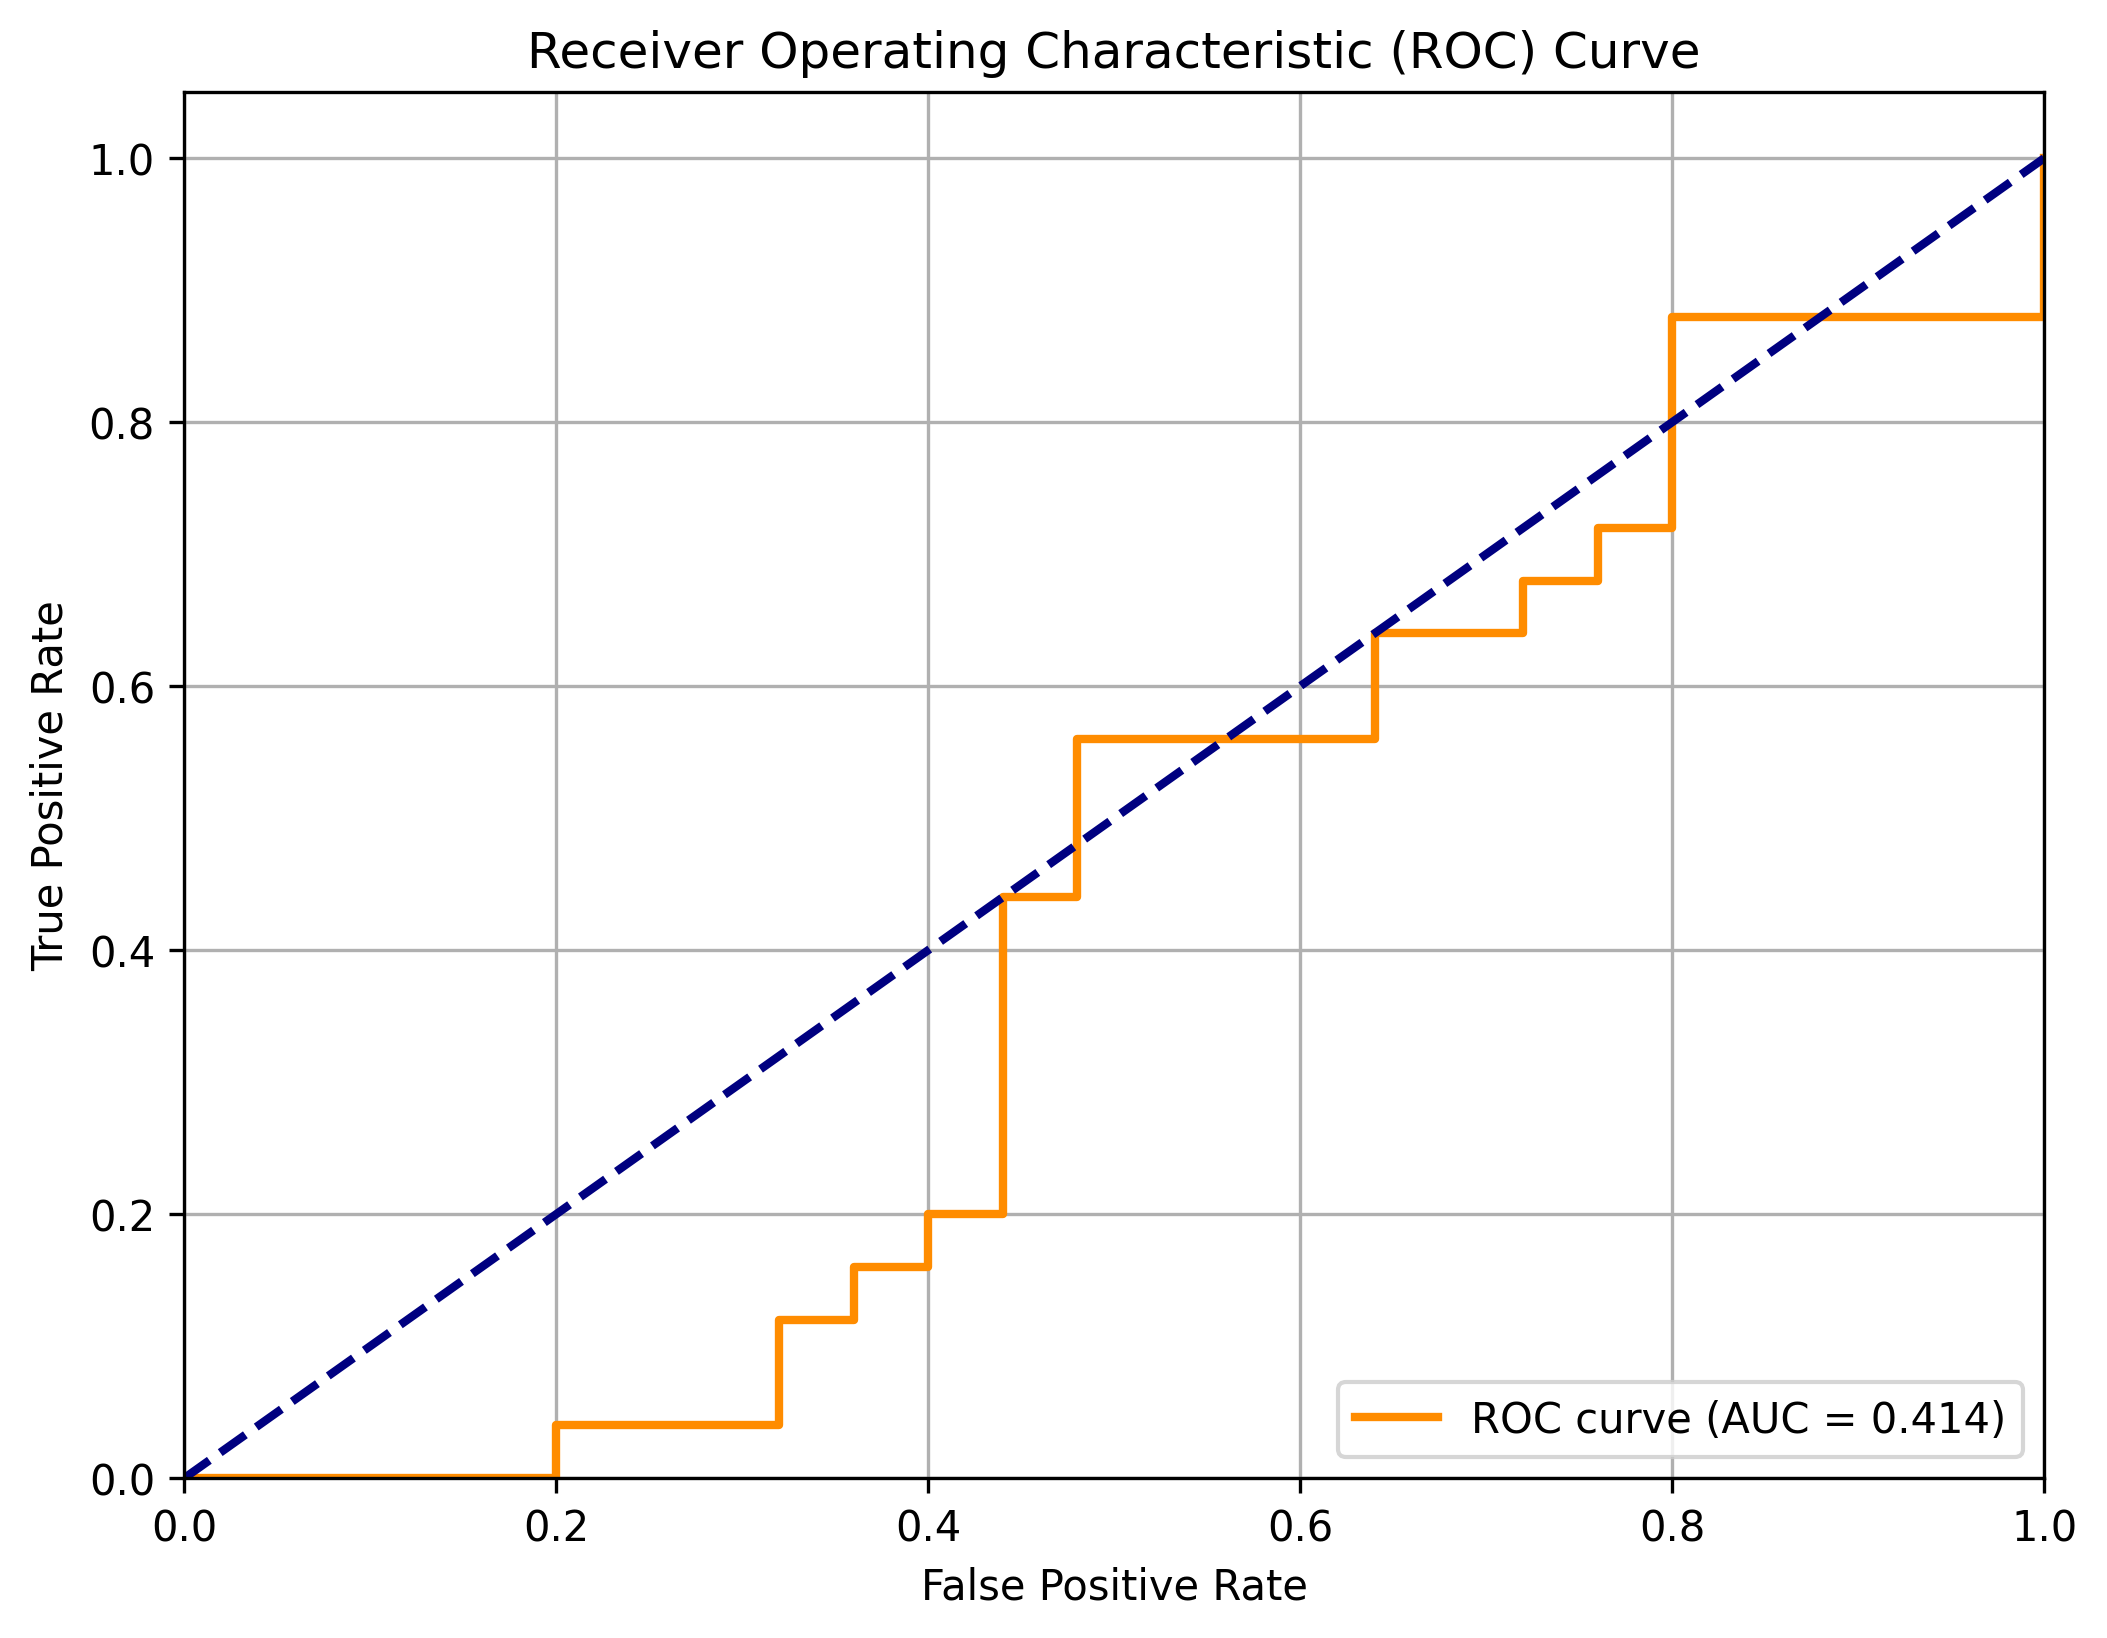 Receiver Operating Characteristic (ROC) Curve
1.0
0.8
0.6
0.4
0.2
0.0
True Positive Rate
ROC curve (AUC = 0.414)
0.0 0.2 0.4 0.6 0.8 1.0
False Positive Rate